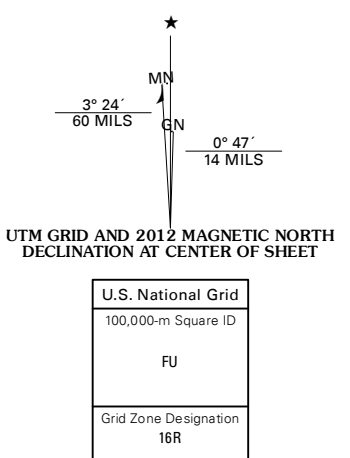 ★
MN
3° 24´
60 MILS
GN
0° 47´
14 MILS
UTM GRID AND 2012 MAGNETIC NORTH
DECLINATION AT CENTER OF SHEET
U.S. National Grid
100,000-m Square ID
FU
Grid Zone Designation
16R